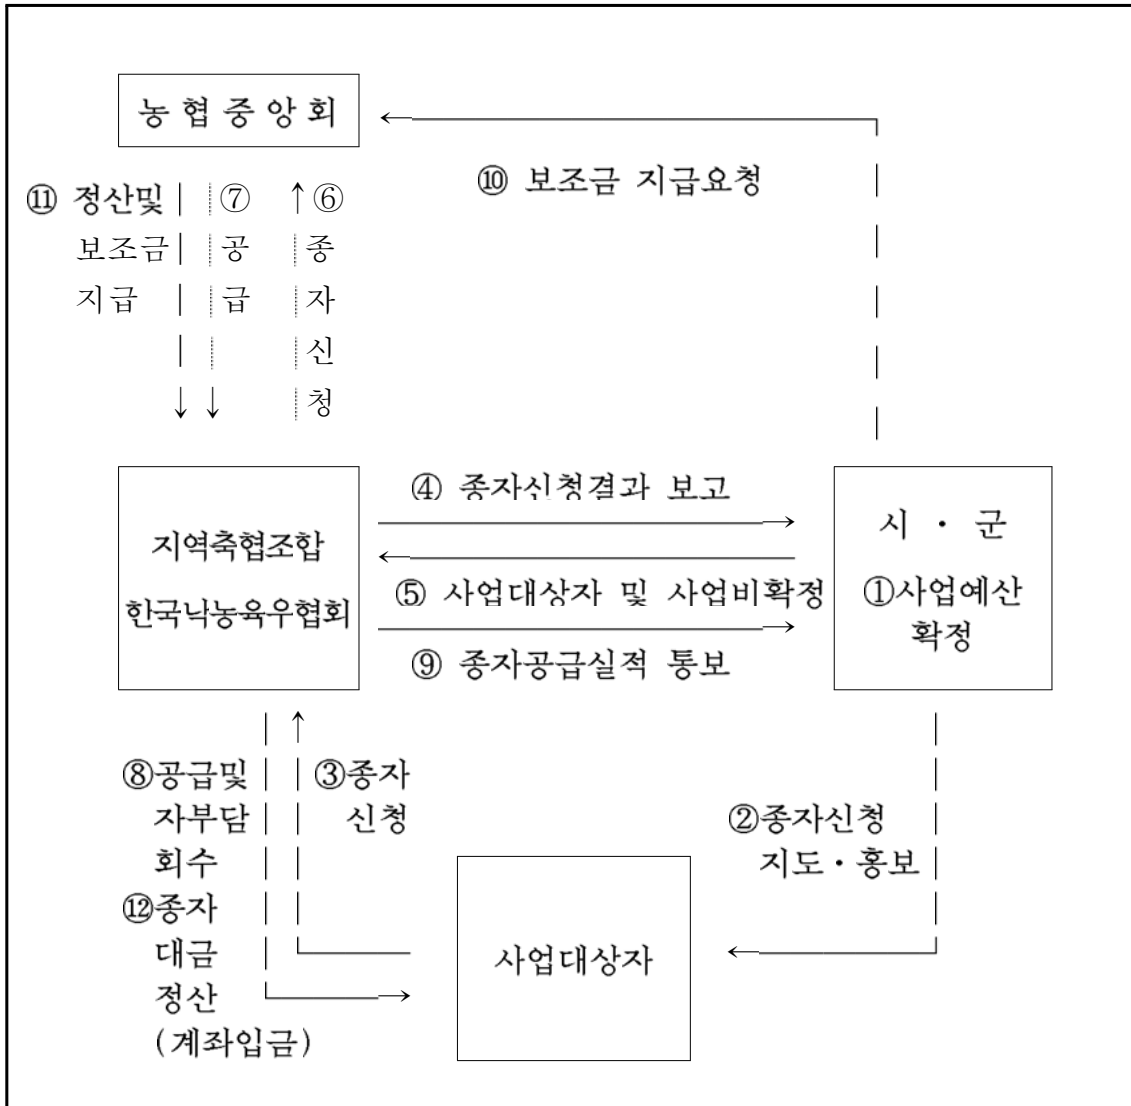 농 협 중 앙 회
⑩ 보조금 지급요청
⑪ 정산및
보조금
지급
⑦
공
급
⑥
종
자
신
청
④ 종자신청결과 보고
지역축협조합
한국낙농육우협회
⑤ 사업대상자 및 사업비확정
⑨ 종자공급실적 통보
시 · 군
①사업예산
확정
⑧공급및
자부담
회수
⑫종자
대금
정산
(계좌입금)
③종자
신청
②종자신청
지도·홍보
사업대상자